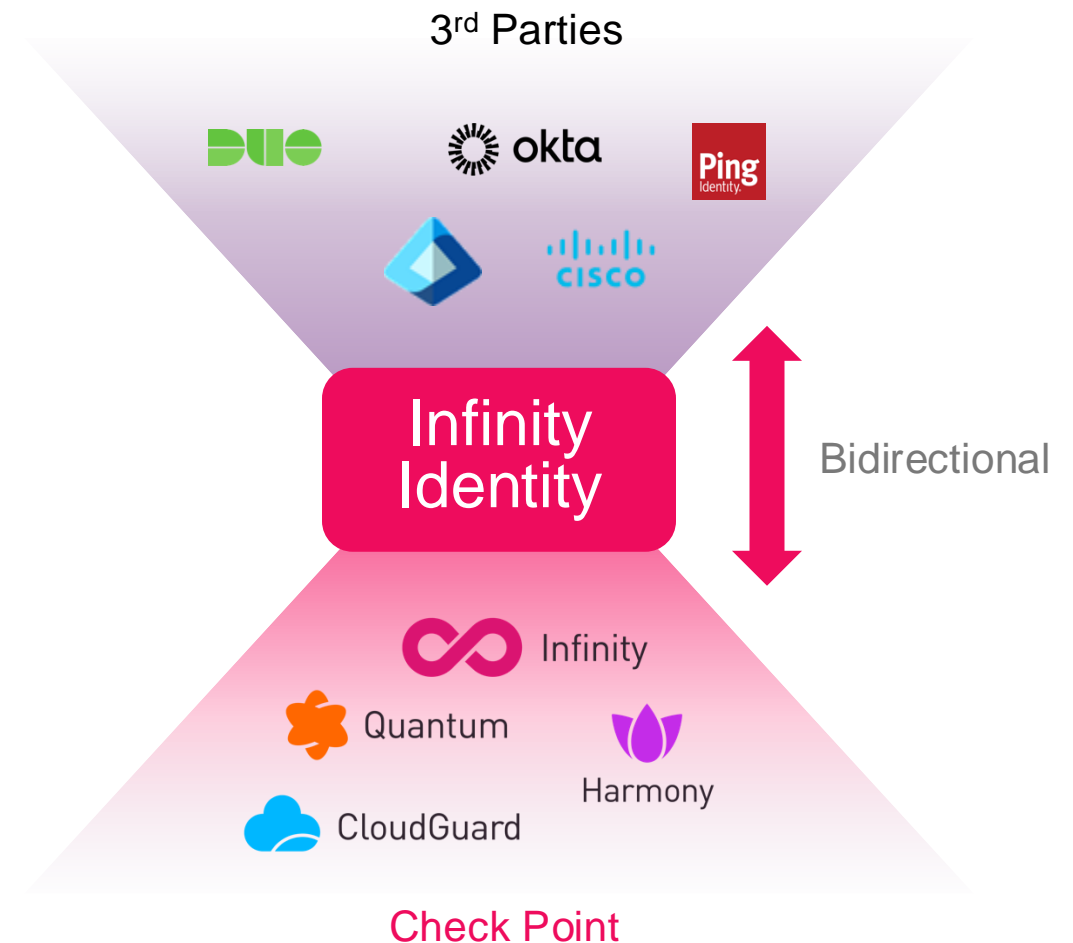 3rd Parties
DUO
okta
Ping
Identity.
CISCO
Infinity
Identity
Bidirectional
Infinity
Quantum
Harmony
CloudGuard
Check Point